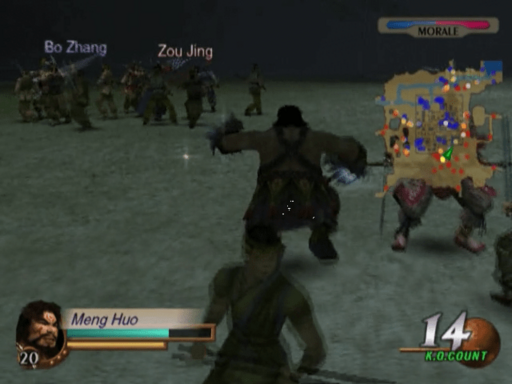 MORALE
Bo Zhang
Zou Jing
Meng Huo
20
14
K.O.COUNT